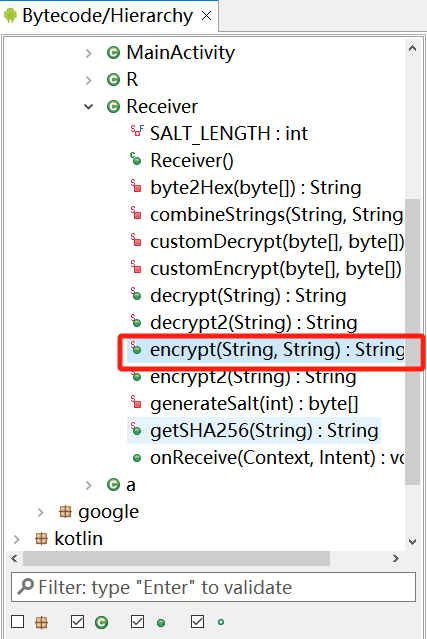 Bytecode/Hierarchy
MainActivity
R
Receiver
SALT_LENGTH : int
Receiver()
byte2Hex(byte[]) : String
combineStrings(String, String
customDecrypt(byte[], byte[])
customEncrypt(byte[], byte[])
decrypt(String) : String
decrypt2(String) : String
encrypt(String, String) : String
encrypt2(String) : String
generateSalt(int) : byte[]
getSHA256(String) : String
onReceive(Context, Intent) : vo
a
google
kotlin
Filter: type "Enter" to validate